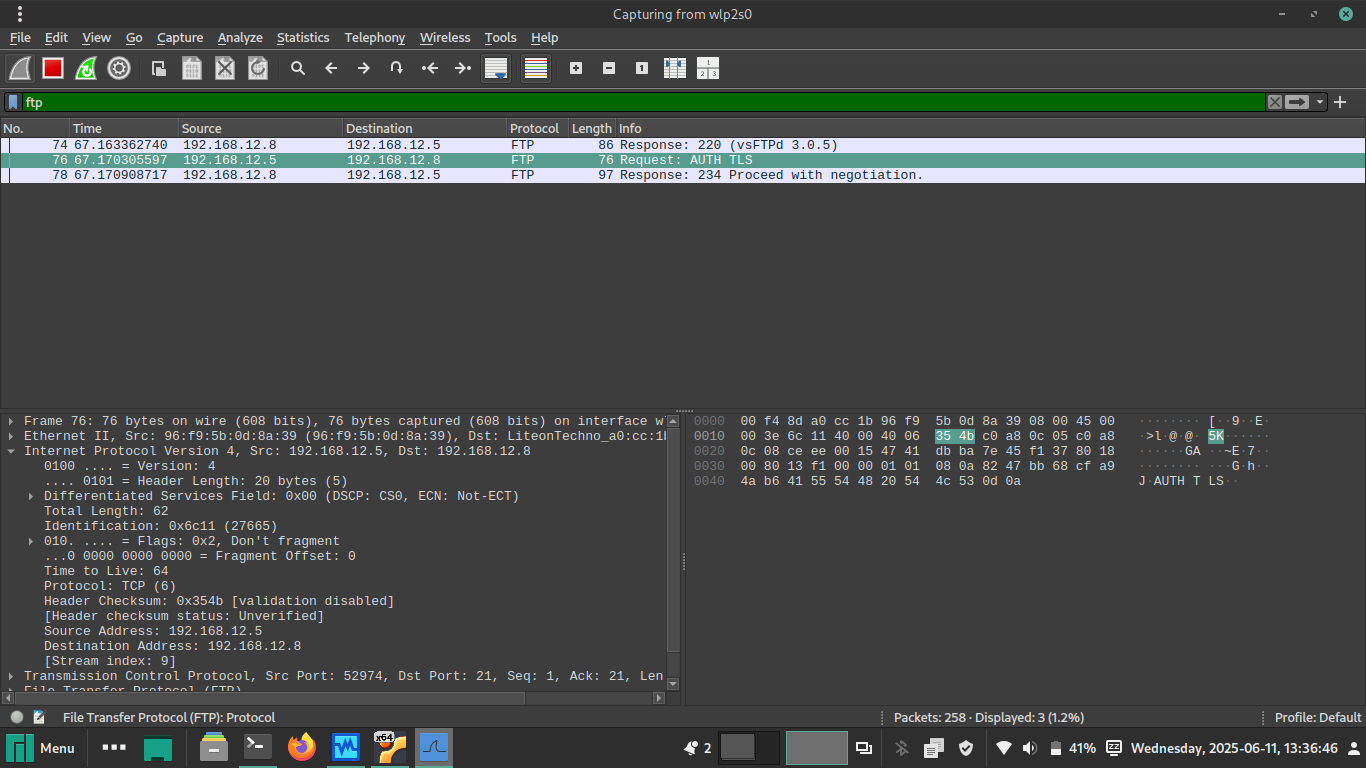 Capturing from wlp2s0
File Edit View Go Capture Analyze Statistics Telephony Wireless Tools Help
ftp
No. Time Source Destination Protocol Length Info
74 67.163362740 192.168.12.8 192.168.12.5 FTP 86 Response: 220 (vsFTPd 3.0.5)
76 67.170305597 192.168.12.5 192.168.12.8 FTP 76 Request: AUTH TLS
78 67.170908717 192.168.12.8 192.168.12.5 FTP 97 Response: 234 Proceed with negotiation.
Frame 76: 76 bytes on wire (608 bits), 76 bytes captured (608 bits) on interface
Ethernet II, Src: 96:f9:5b:0d:8a:39 (96:f9:5b:0d:8a:39), Dst: LiteonTechno_a0:cc:1
Internet Protocol Version 4, Src: 192.168.12.5, Dst: 192.168.12.8
0100 .... = Version: 4
.... 0101 = Header Length: 20 bytes (5)
Differentiated Services Field: 0x00 (DSCP: CS0, ECN: Not-ECT)
Total Length: 62
Identification: 0x6c11 (27665)
010. .... = Flags: 0x2, Don't fragment
...0 0000 0000 0000 = Fragment Offset: 0
Time to Live: 64
Protocol: TCP (6)
Header Checksum: 0x354b [validation disabled]
[Header checksum status: Unverified]
Source Address: 192.168.12.5
Destination Address: 192.168.12.8
[Stream index: 9]
Transmission Control Protocol, Src Port: 52974, Dst Port: 21, Seq: 1, Ack: 21, Len
File Transfer Protocol (FTP)
0000 00 f4 8d a0 cc 1b 96 f9 5b 0d 8a 39 08 00 45 00 ········ [··9··E·
0010 00 3e 6c 11 40 00 40 06 35 4b c0 a8 0c 05 c0 a8 ·>l·@·@· 5K······
0020 0c 08 ce ee 00 15 47 41 db ba 7e 45 f1 37 80 18 ······GA ··~E·7··
0030 00 80 13 f1 00 00 01 01 08 0a 82 47 bb 68 cf a9 ········ ···G·h··
0040 4a b6 41 55 54 48 20 54 4c 53 0d 0a J·AUTH T LS··
File Transfer Protocol (FTP): Protocol
Packets: 258 · Displayed: 3 (1.2%)
Profile: Default
Menu
x64
2
41%
Wednesday, 2025-06-11, 13:36:46